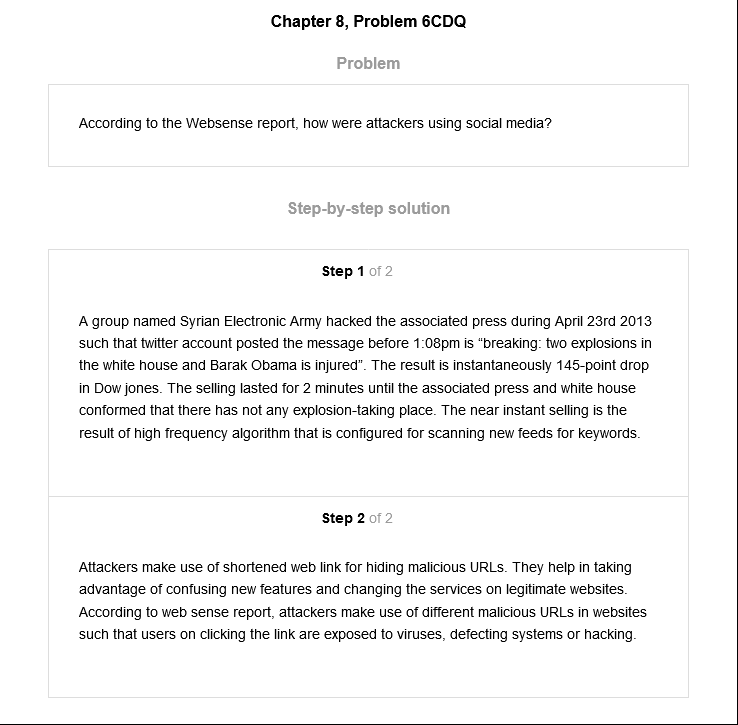 Chapter 8, Problem 6CDQ
Problem
According to the Websense report, how were attackers using social media?
Step-by-step solution
Step 1 of 2
A group named Syrian Electronic Army hacked the associated press during April 23rd 2013
such that twitter account posted the message before 1:08pm is “breaking: two explosions in
the white house and Barak Obama is injured”. The result is instantaneously 145-point drop
in Dow jones. The selling lasted for 2 minutes until the associated press and white house
conformed that there has not any explosion-taking place. The near instant selling is the
result of high frequency algorithm that is configured for scanning new feeds for keywords.
Step 2 of 2
Attackers make use of shortened web link for hiding malicious URLs. They help in taking
advantage of confusing new features and changing the services on legitimate websites.
According to web sense report, attackers make use of different malicious URLs in websites
such that users on clicking the link are exposed to viruses, defecting systems or hacking.